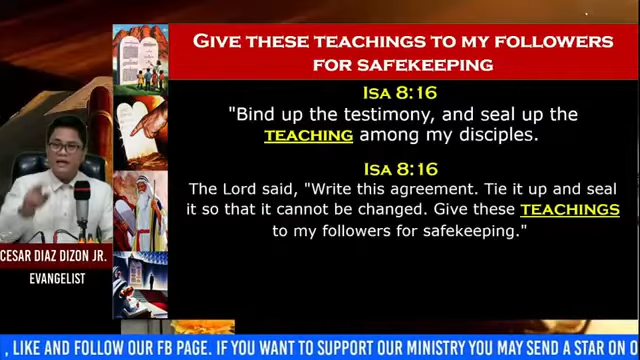 GIVE THESE TEACHINGS TO MY FOLLOWERS
FOR SAFEKEEPING
ISA 8:16
"Bind up the testimony, and seal up the
TEACHING among my disciples.
ISA 8:16
The Lord said, "Write this agreement. Tie it up and seal
it so that it cannot be changed. Give these TEACHINGS
to my followers for safekeeping."
CESAR DIAZ DIZON JR.
EVANGELIST
, LIKE AND FOLLOW OUR FB PAGE. IF YOU WANT TO SUPPORT OUR MINISTRY YOU MAY SEND A STAR ON